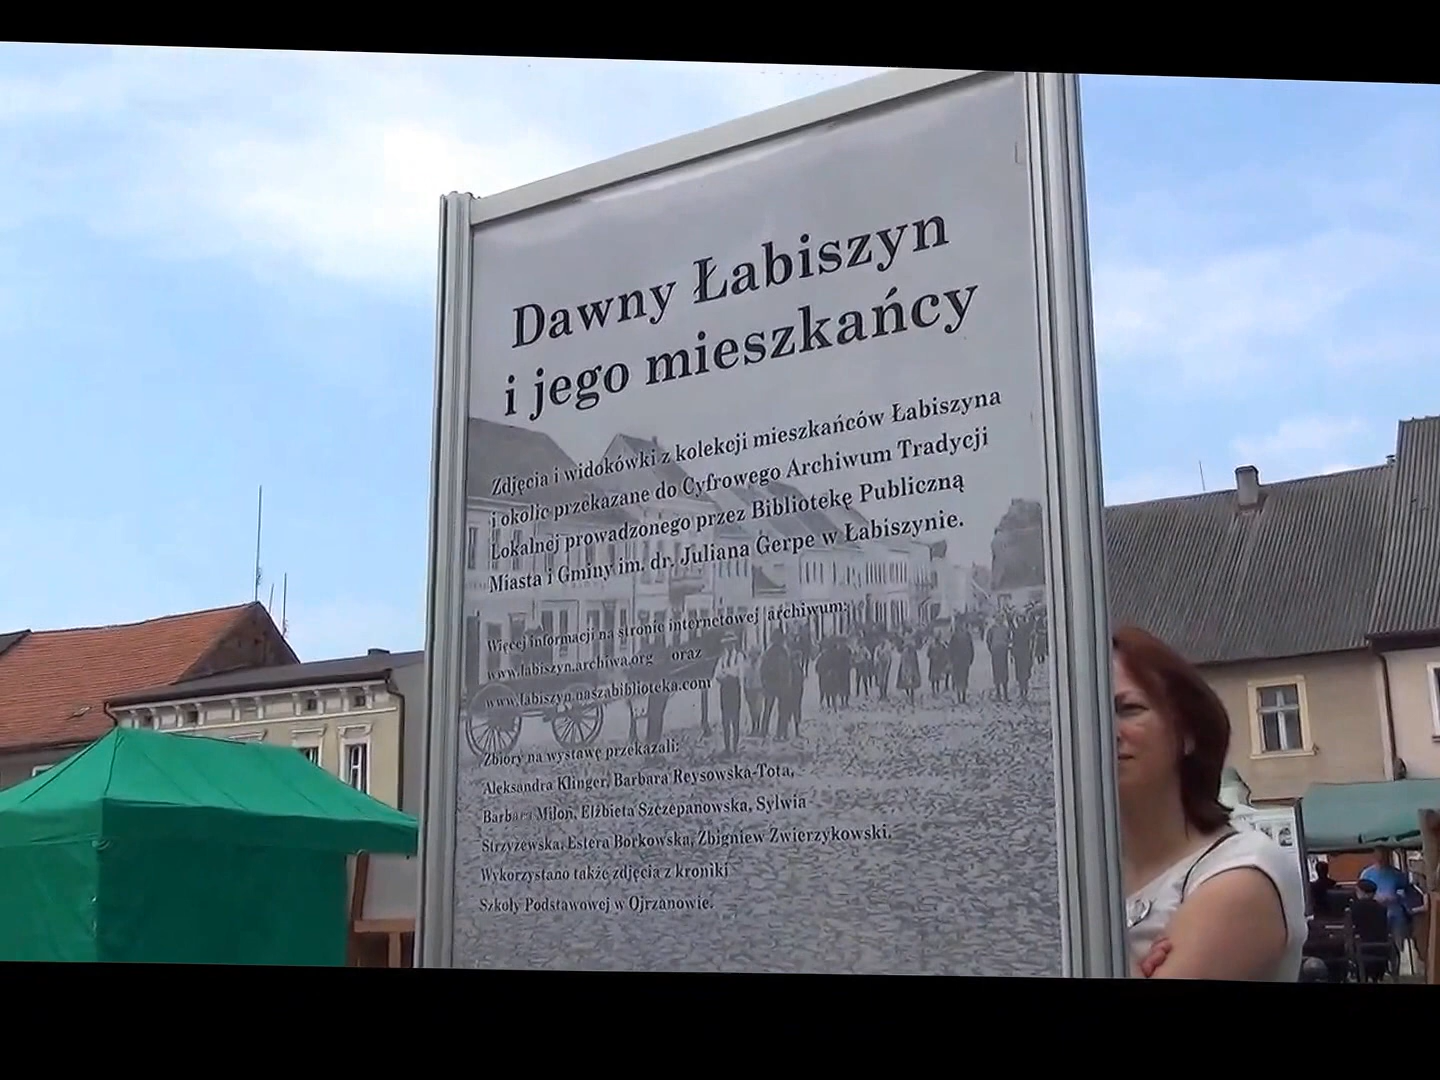 Dawny Łabiszyn
i jego mieszkańcy
Zdjęcia i widokówki z kolekcji mieszkańców Łabiszyna
i okolic przekazane do Cyfrowego Archiwum Tradycji
Lokalnej prowadzonego przez Bibliotekę Publiczną
Miasta i Gminy im. dr. Juliana Gerpe w Łabiszynie.
Więcej informacji na stronie internetowej archiwum:
www.labiszyn.archiwa.org oraz
www.labiszyn.naszabiblioteka.com
Zbiory na wystawę przekazali:
Aleksandra Klinger, Barbara Reysowska-Tota,
Barbara Miloń, Elżbieta Szczepanowska, Sylwia
Strzyżewska, Estera Borkowska, Zbigniew Zwierzykowski.
Wykorzystano także zdjęcia z kroniki
Szkoły Podstawowej w Ojrzanowie.